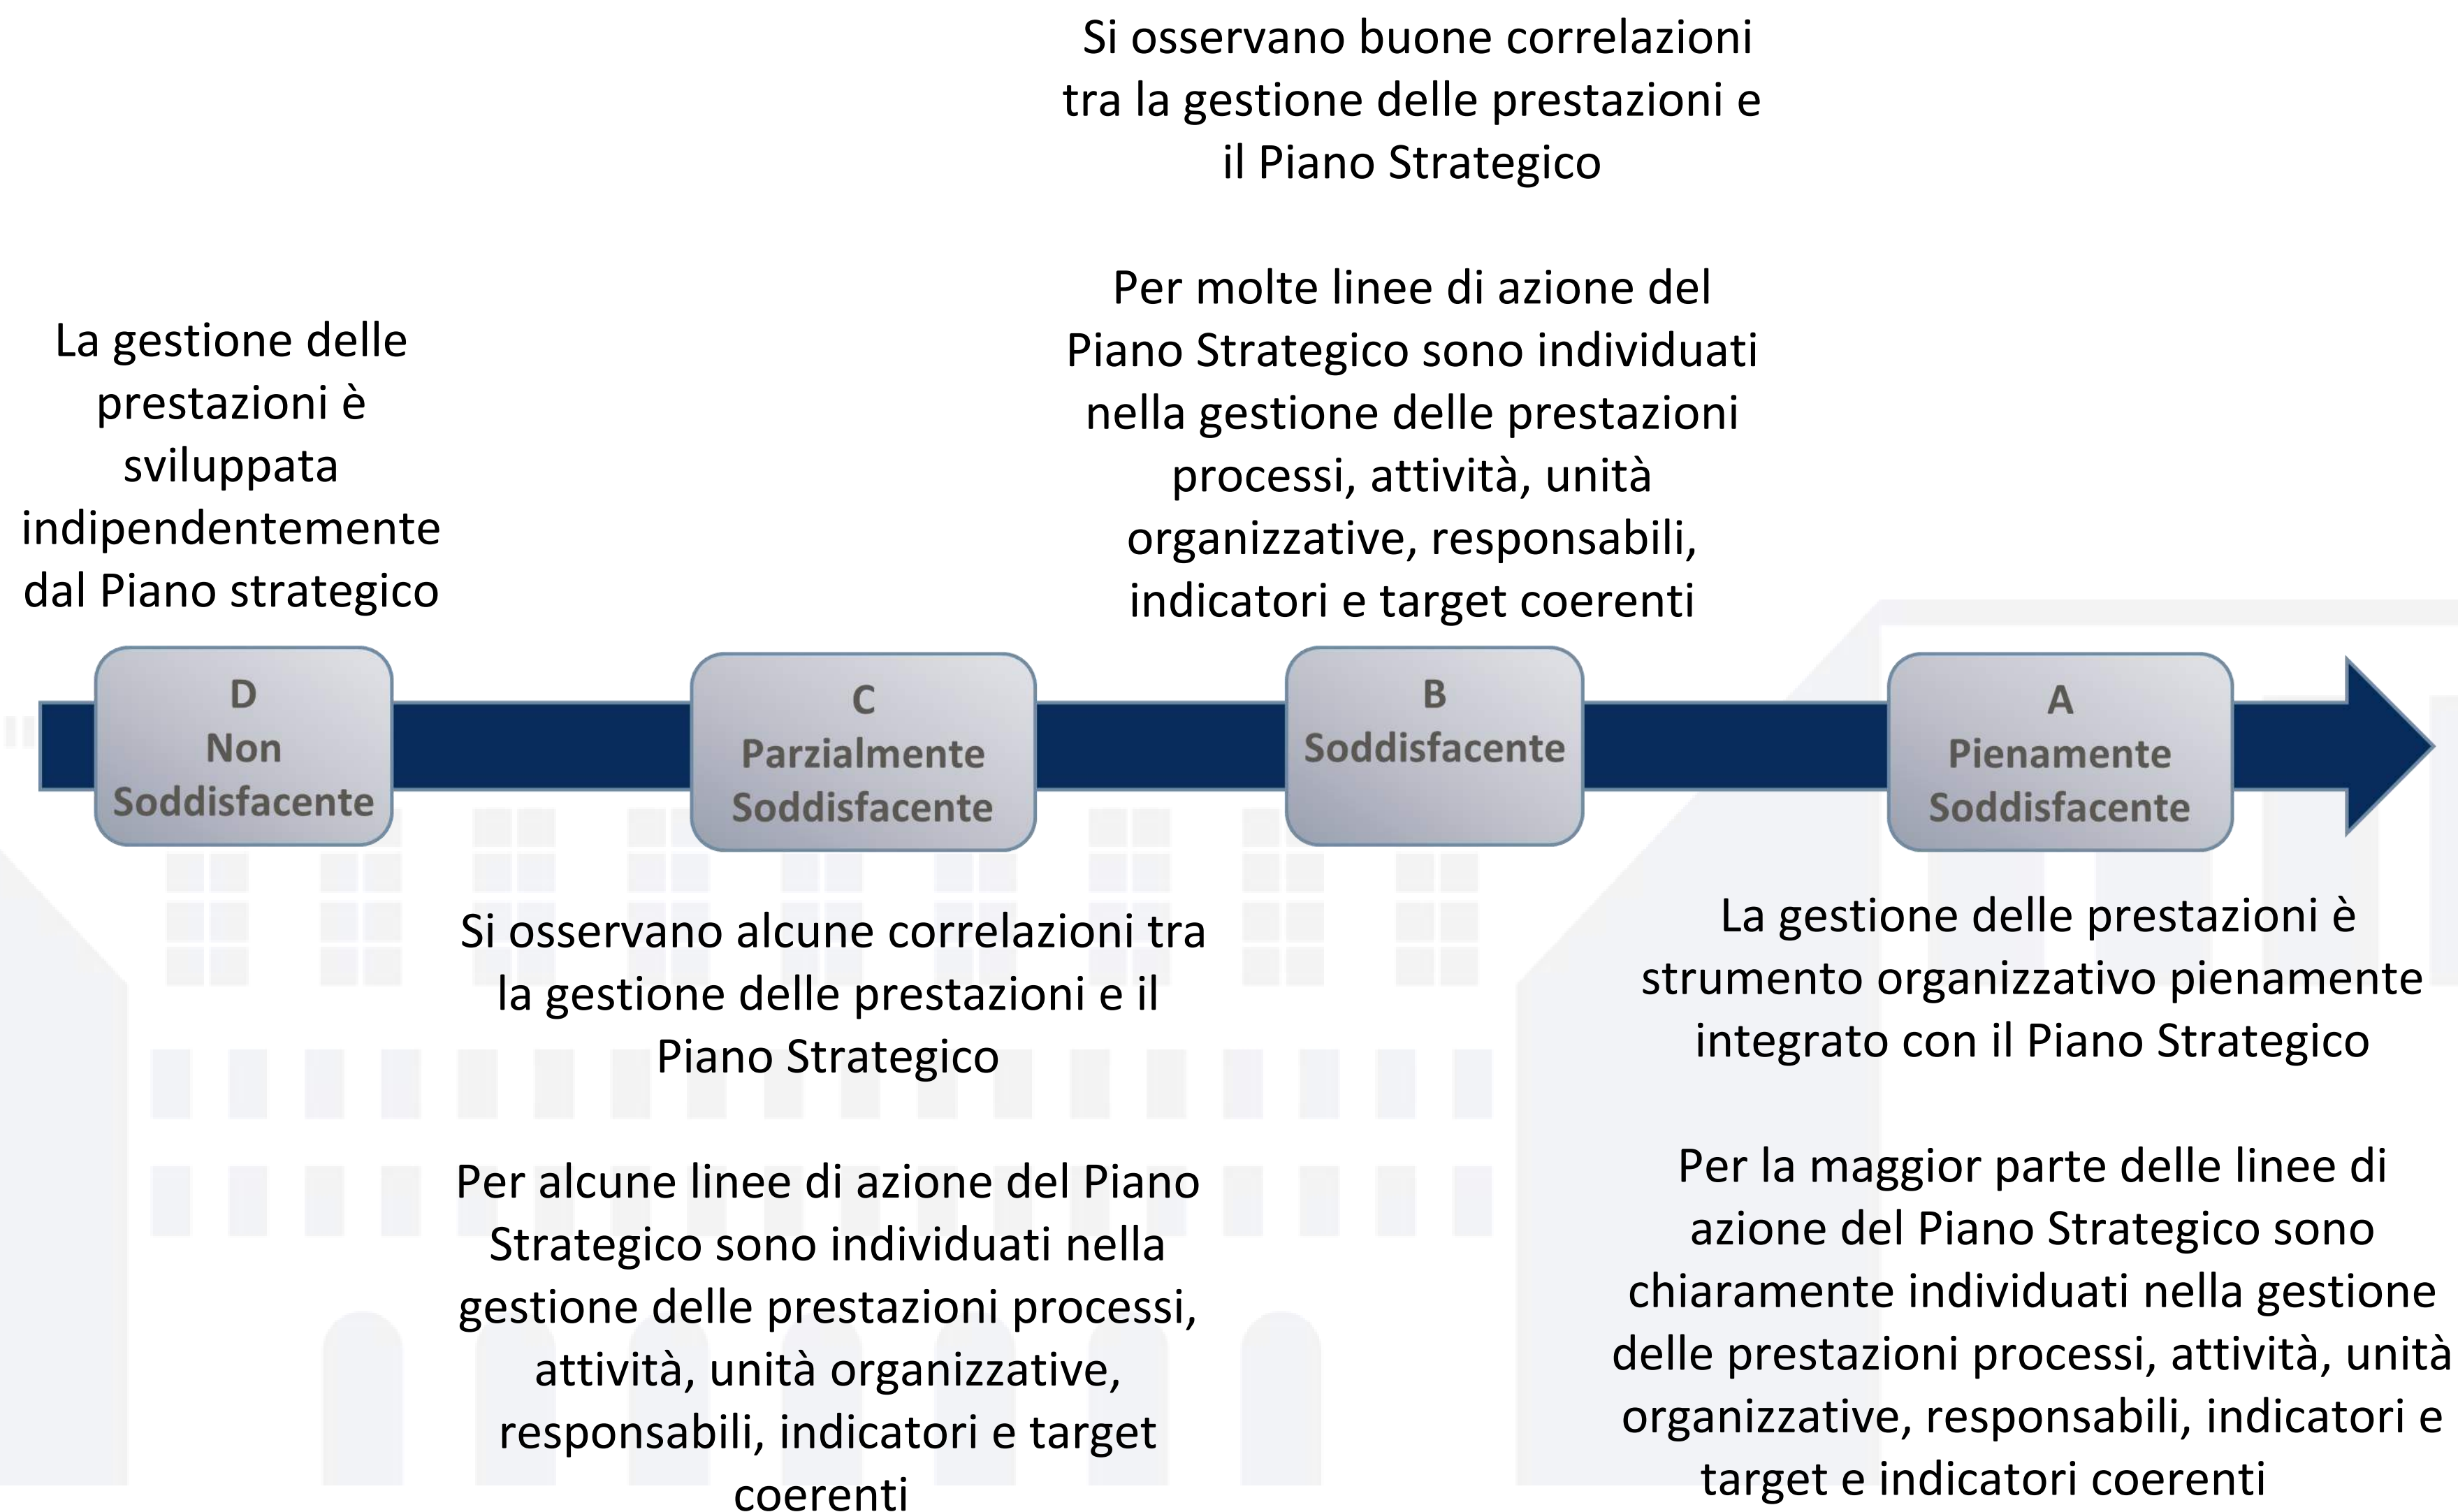 Si osservano buone correlazioni
tra la gestione delle prestazioni e
il Piano Strategico
Per molte linee di azione del
Piano Strategico sono individuati
nella gestione delle prestazioni
processi, attività, unità
organizzative, responsabili,
indicatori e target coerenti
La gestione delle
prestazioni è
sviluppata
indipendentemente
dal Piano strategico
D
Non
Soddisfacente
C
Parzialmente
Soddisfacente
B
Soddisfacente
A
Pienamente
Soddisfacente
Si osservano alcune correlazioni tra
la gestione delle prestazioni e il
Piano Strategico
Per alcune linee di azione del Piano
Strategico sono individuati nella
gestione delle prestazioni processi,
attività, unità organizzative,
responsabili, indicatori e target
coerenti
La gestione delle prestazioni è
strumento organizzativo pienamente
integrato con il Piano Strategico
Per la maggior parte delle linee di
azione del Piano Strategico sono
chiaramente individuati nella gestione
delle prestazioni processi, attività, unità
organizzative, responsabili, indicatori e
target e indicatori coerenti